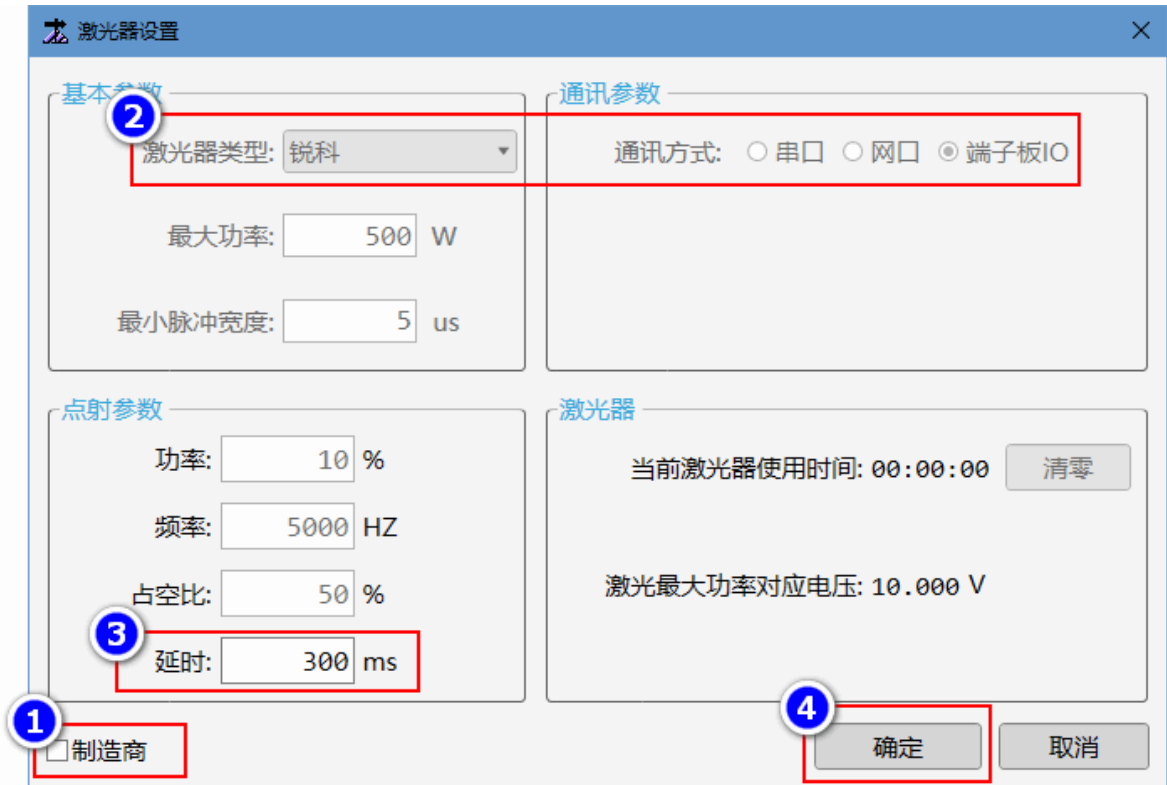 激光器设置
基本参数
2
激光器类型: 锐科
最大功率: 500 W
最小脉冲宽度: 5 us
通讯参数
通讯方式: 串口 网口 端子板IO
点射参数
功率: 10 %
频率: 5000 HZ
占空比: 50 %
3
延时: 300 ms
激光器
当前激光器使用时间: 00:00:00 清零
激光最大功率对应电压: 10.000 V
1
制造商
4
确定 取消